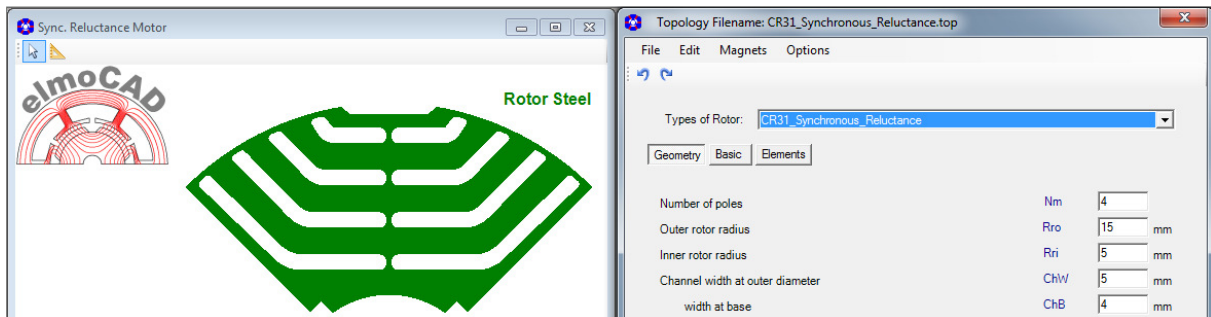 Sync. Reluctance Motor
elmoCAD
Rotor Steel
Topology Filename: CR31_Synchronous_Reluctance.top
File Edit Magnets Options
Types of Rotor: CR31_Synchronous_Reluctance
Geometry Basic Elements
Number of poles Nm 4
Outer rotor radius Rro 15 mm
Inner rotor radius Rri 5 mm
Channel width at outer diameter ChW 5 mm
width at base ChB 4 mm